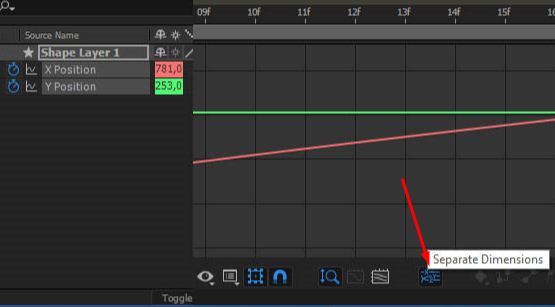 09f 10f 11f 12f 13f 14f 15f 16
Source Name
Shape Layer 1
X Position 781,0
Y Position 253,0
Separate Dimensions
Toggle